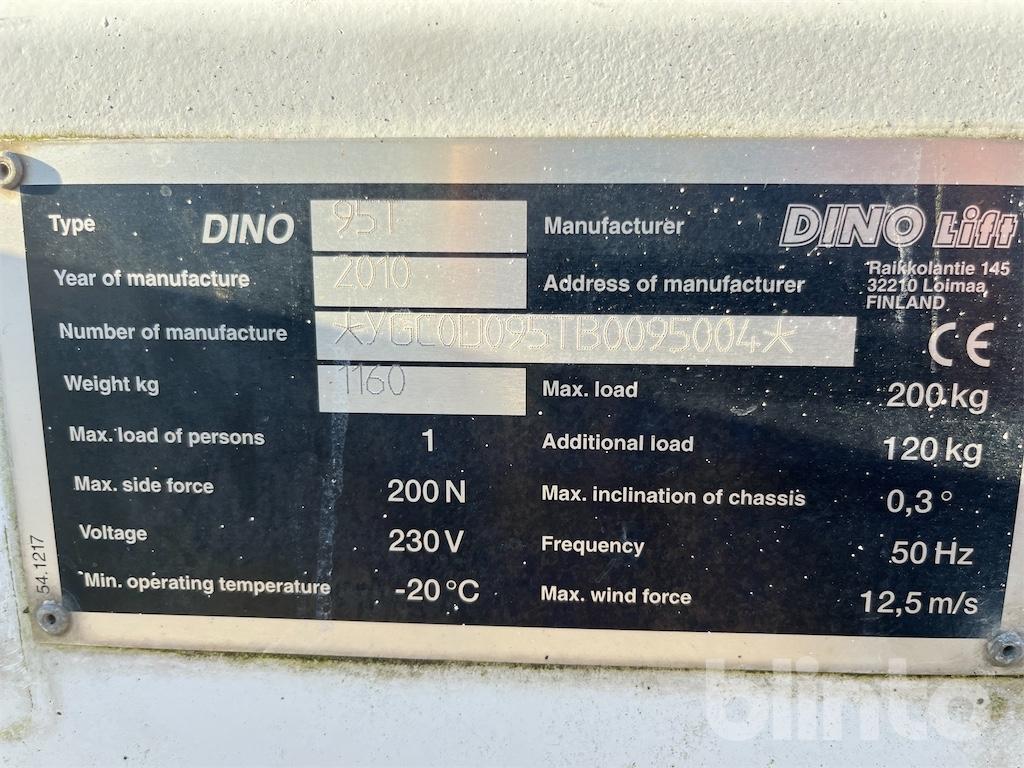 Type DINO 95T Manufacturer DINO Lift
Year of manufacture 2010 Address of manufacturer Raikkolantie 145
32210 Loimaa
FINLAND
Number of manufacture *YGC0D095TB0095004* CE
Weight kg 1160 Max. load 200 kg
Max. load of persons 1 Additional load 120 kg
Max. side force 200 N Max. inclination of chassis 0,3 °
Voltage 230 V Frequency 50 Hz
Min. operating temperature -20 °C Max. wind force 12,5 m/s
54.1217
blinto